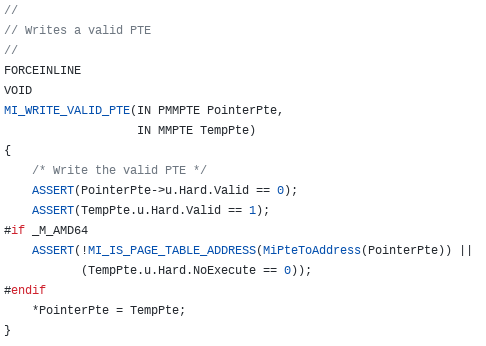 //
// Writes a valid PTE
//
FORCEINLINE
VOID
MI_WRITE_VALID_PTE(IN PMMPTE PointerPte,
                   IN MMPTE TempPte)
{
    /* Write the valid PTE */
    ASSERT(PointerPte->u.Hard.Valid == 0);
    ASSERT(TempPte.u.Hard.Valid == 1);
#if _M_AMD64
    ASSERT(!MI_IS_PAGE_TABLE_ADDRESS(MiPteToAddress(PointerPte)) ||
           (TempPte.u.Hard.NoExecute == 0));
#endif
    *PointerPte = TempPte;
}